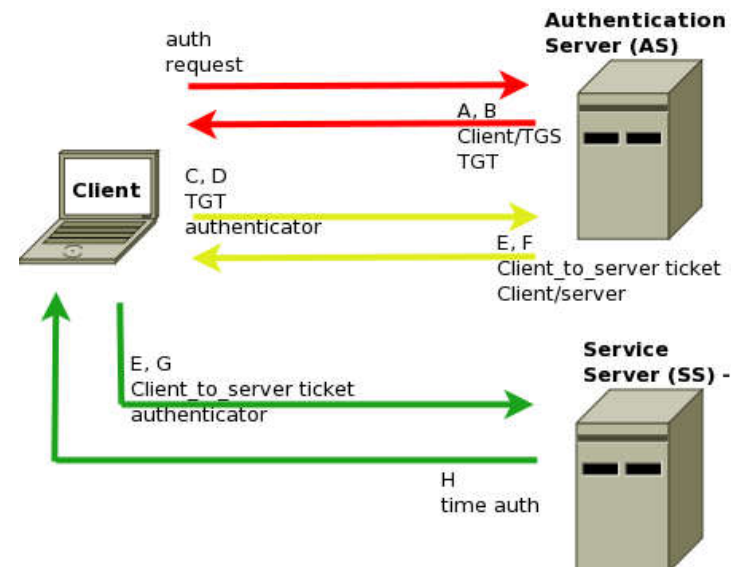 Authentication
Server (AS)
auth
request
A, B
Client/TGS
TGT
Client
C, D
TGT
authenticator
E, F
Client_to_server ticket
Client/server
E, G
Client_to_server ticket
authenticator
Service
Server (SS) -
H
time auth